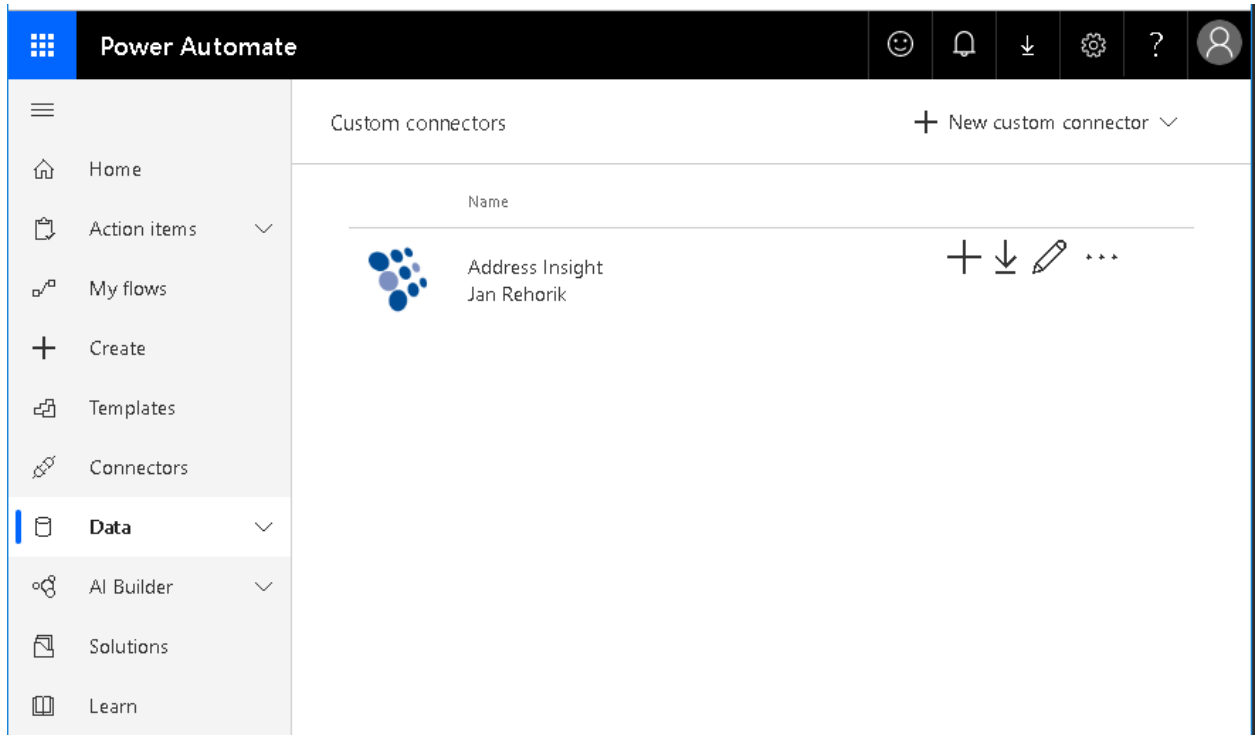 Power Automate
?
Custom connectors
New custom connector
Home
Name
Action items
Address Insight
Jan Rehorik
My flows
Create
Templates
Connectors
Data
AI Builder
Solutions
Learn